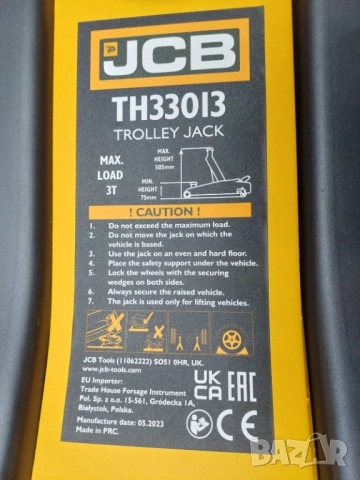 JCB
TH33013
TROLLEY JACK
MAX.
LOAD
3T
MAX.
HEIGHT
505mm
MIN.
HEIGHT
75mm
! CAUTION !
1. Do not exceed the maximum load.
2. Do not move the jack on which the
vehicle is based.
3. Use the jack on an even and hard floor.
4. Place the safety support under the vehicle.
5. Lock the wheels with the securing
wedges on both sides.
6. Always secure the raised vehicle.
7. The jack is used only for lifting vehicles.
JCB Tools (11062222) SO51 0HR, UK.
www.jcb-tools.com
EU Importer:
Trade House Forsage Instrument
Pol. Sp. z o.o. 15-561, Gródecka 1A,
Białystok, Polska.
Manufacture date: 05.2023
Made in PRC.
UK
CA
EAC
CE
BAZAR
bg